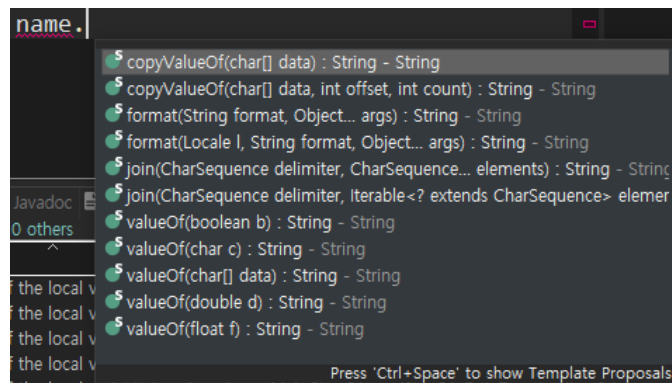 name.
copyValueOf(char[] data) : String - String
copyValueOf(char[] data, int offset, int count) : String - String
format(String format, Object... args) : String - String
format(Locale l, String format, Object... args) : String - String
join(CharSequence delimiter, CharSequence... elements) : String - String
join(CharSequence delimiter, Iterable<? extends CharSequence> elemer
valueOf(boolean b) : String - String
valueOf(char c) : String - String
valueOf(char[] data) : String - String
valueOf(double d) : String - String
valueOf(float f) : String - String
Press 'Ctrl+Space' to show Template Proposals
Javadoc
0 others
f the local v
f the local v
f the local v
f the local v